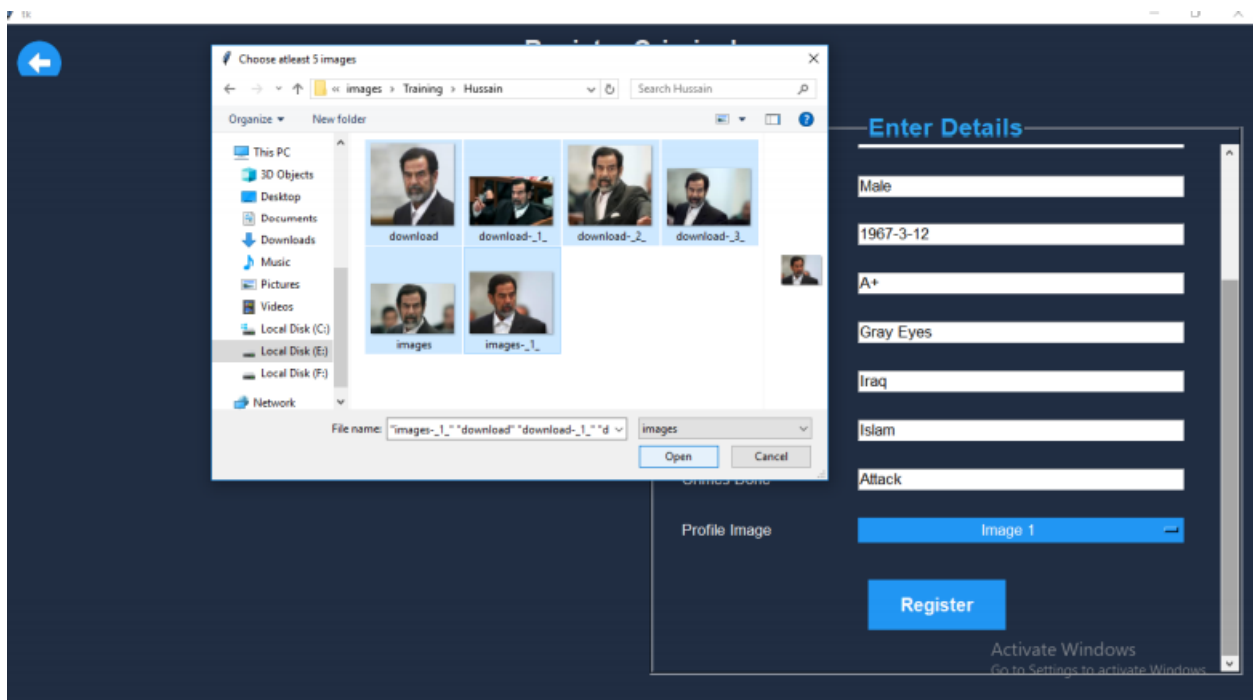 tk
Choose atleast 5 images
« images › Training › Hussain
Search Hussain
Organize
New folder
Enter Details
This PC
3D Objects
Desktop
Documents
Downloads
Music
Pictures
Videos
Local Disk (C:)
Local Disk (E:)
Local Disk (F:)
Network
download
download-_1_
download-_2_
download-_3_
images
images-_1_
File name:
"images-_1_" "download" "download-_1_" "d
images
Open
Cancel
Male
1967-3-12
A+
Gray Eyes
Iraq
Islam
Crimes Done
Attack
Profile Image
Image 1
Register
Activate Windows
Go to Settings to activate Windows.